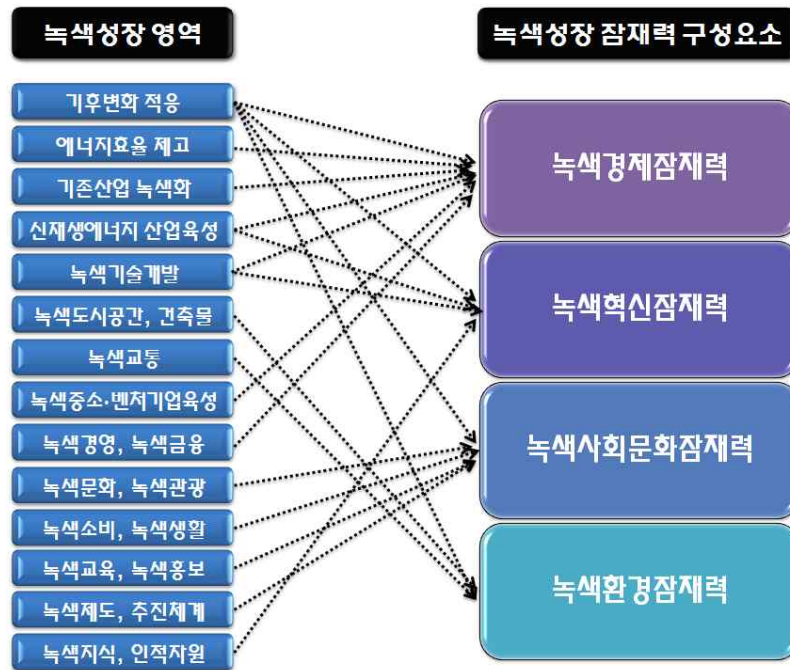 녹색성장 영역
녹색성장 잠재력 구성요소
기후변화 적응
에너지효율 제고
기존산업 녹색화
신재생에너지 산업육성
녹색기술개발
녹색도시공간, 건축물
녹색교통
녹색중소·벤처기업육성
녹색경영, 녹색금융
녹색문화, 녹색관광
녹색소비, 녹색생활
녹색교육, 녹색홍보
녹색제도, 추진체계
녹색지식, 인적자원
녹색경제잠재력
녹색혁신잠재력
녹색사회문화잠재력
녹색환경잠재력